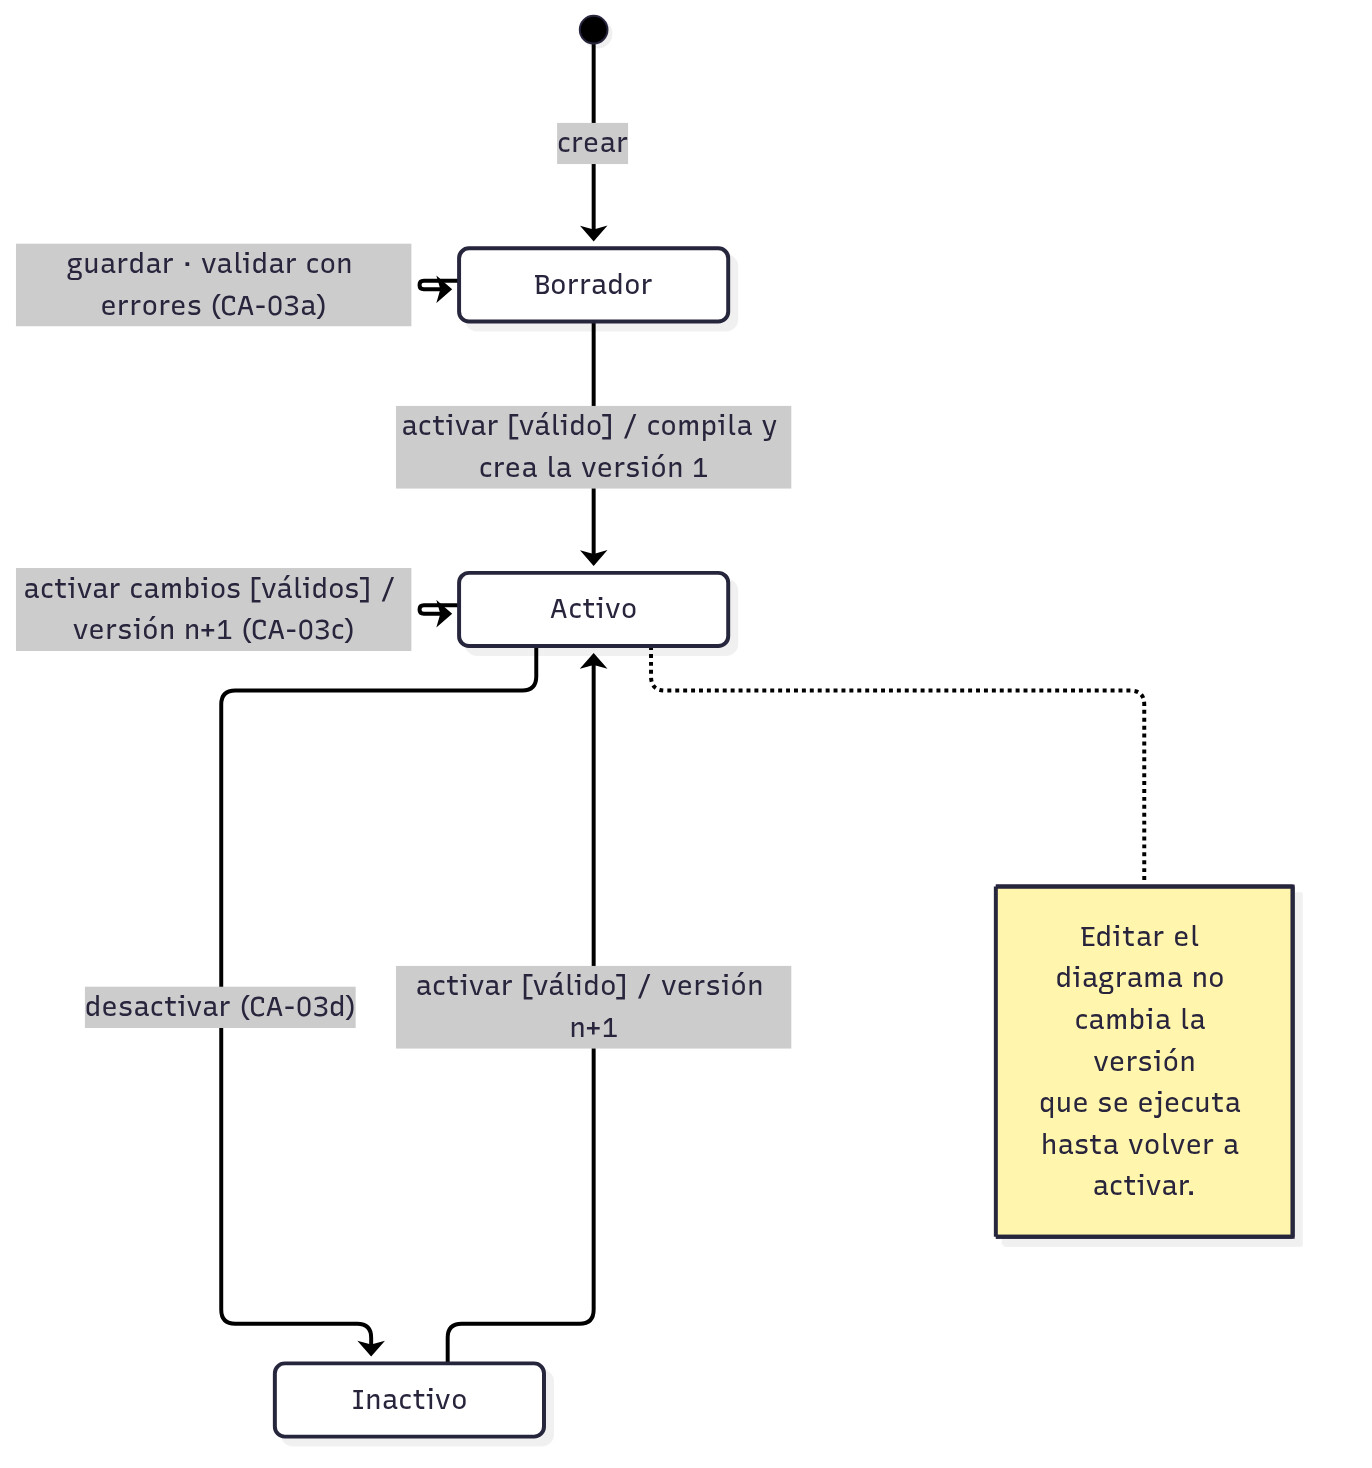 crear
guardar · validar con
errores (CA-03a)
Borrador
activar [válido] / compila y
crea la versión 1
activar cambios [válidos] /
versión n+1 (CA-03c)
Activo
desactivar (CA-03d)
activar [válido] / versión
n+1
Editar el
diagrama no
cambia la
versión
que se ejecuta
hasta volver a
activar.
Inactivo